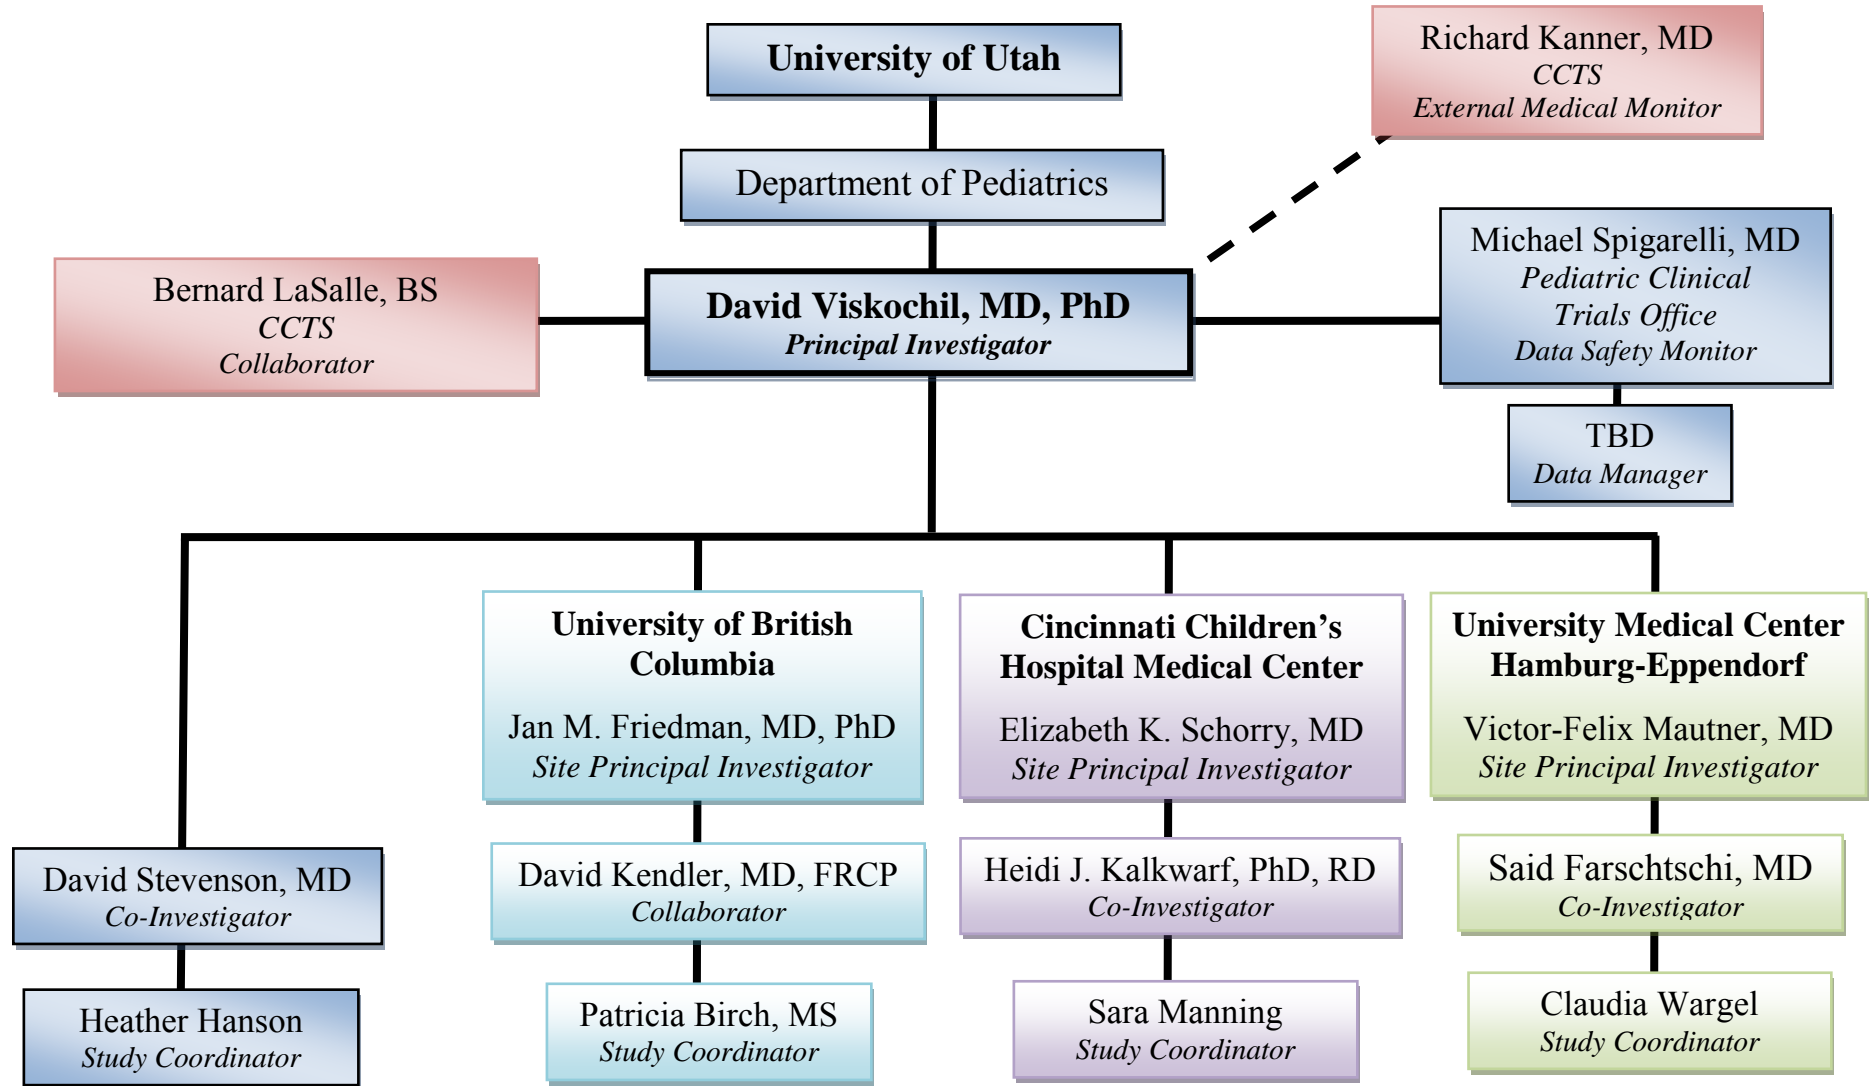 University of Utah
Richard Kanner, MD
CCTS
External Medical Monitor
Department of Pediatrics
Bernard LaSalle, BS
CCTS
Collaborator
David Viskochil, MD, PhD
Principal Investigator
Michael Spigarelli, MD
Pediatric Clinical
Trials Office
Data Safety Monitor
TBD
Data Manager
David Stevenson, MD
Co-Investigator
Heather Hanson
Study Coordinator
University of British
Columbia
Jan M. Friedman, MD, PhD
Site Principal Investigator
David Kendler, MD, FRCP
Collaborator
Patricia Birch, MS
Study Coordinator
Cincinnati Children’s
Hospital Medical Center
Elizabeth K. Schorry, MD
Site Principal Investigator
Heidi J. Kalkwarf, PhD, RD
Co-Investigator
Sara Manning
Study Coordinator
University Medical Center
Hamburg-Eppendorf
Victor-Felix Mautner, MD
Site Principal Investigator
Said Farschtschi, MD
Co-Investigator
Claudia Wargel
Study Coordinator